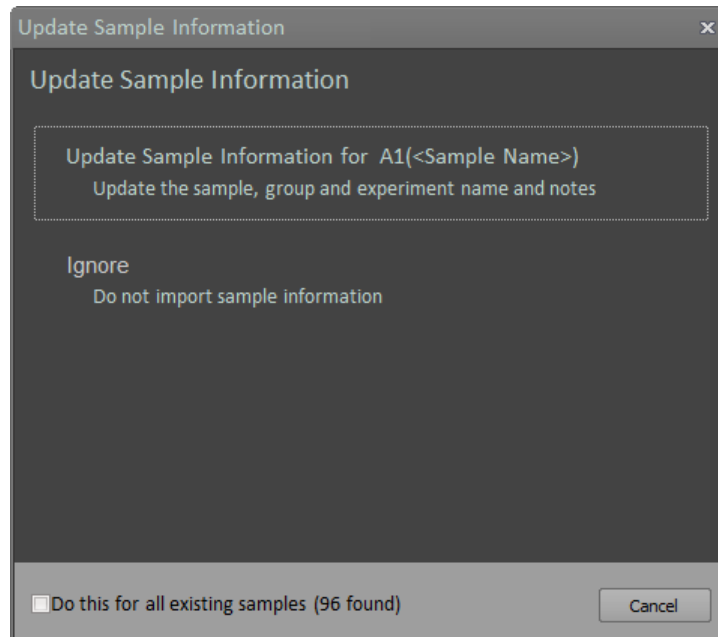 Update Sample Information
Update Sample Information
Update Sample Information for A1(<Sample Name>)
Update the sample, group and experiment name and notes
Ignore
Do not import sample information
Do this for all existing samples (96 found)
Cancel